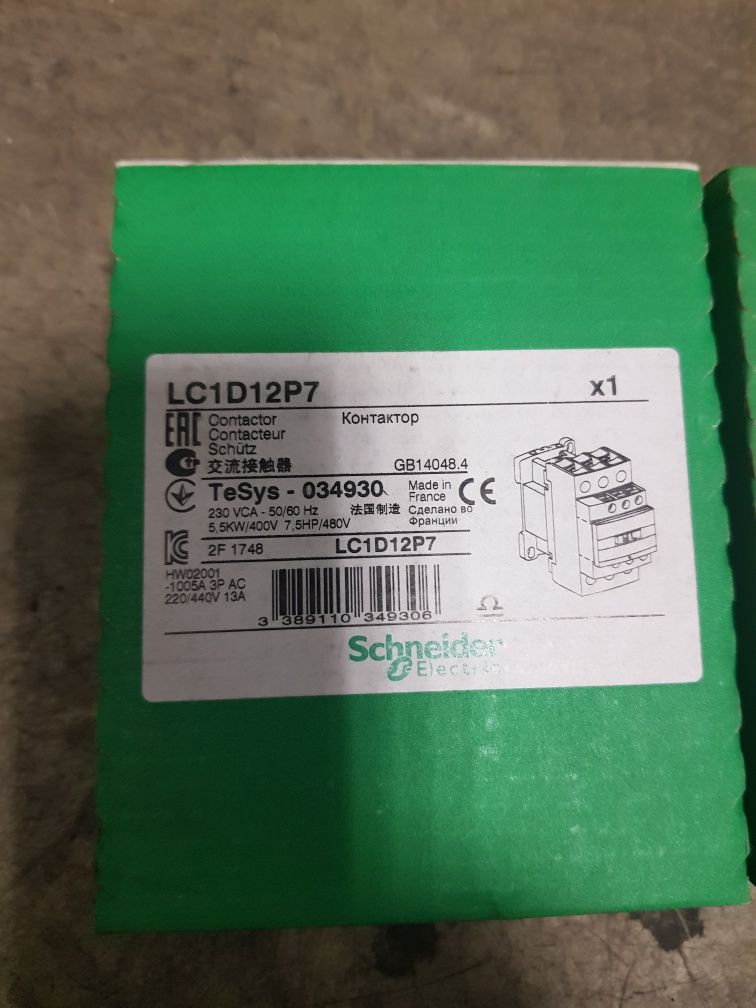 LC1D12P7 x1
EAC Contactor Контактор
Contacteur
Schütz
交流接触器 GB14048.4
TeSys - 034930 Made in France CE
230 VCA - 50/60 Hz 法国制造 Сделано во Франции
5,5KW/400V 7,5HP/480V
2F 1748 LC1D12P7
HW02001
-1005A 3P AC
220/440V 13A
3 389110 349306
Schneider
Electric